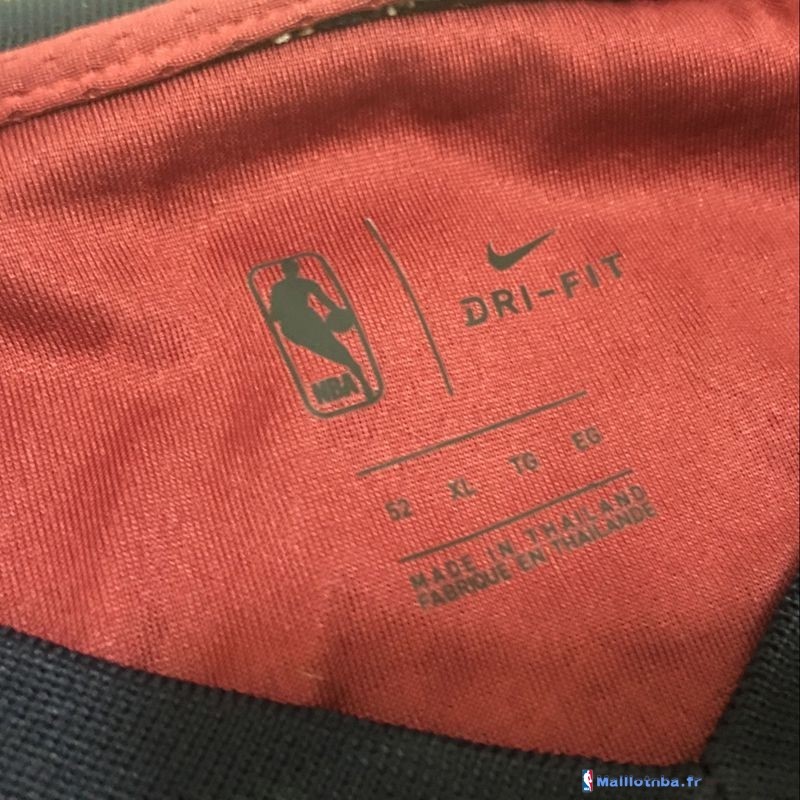 NBA
DRI-FIT
52 XL TG EG
MADE IN THAILAND
FABRIQUE EN THAILANDE
Maillotnba.fr